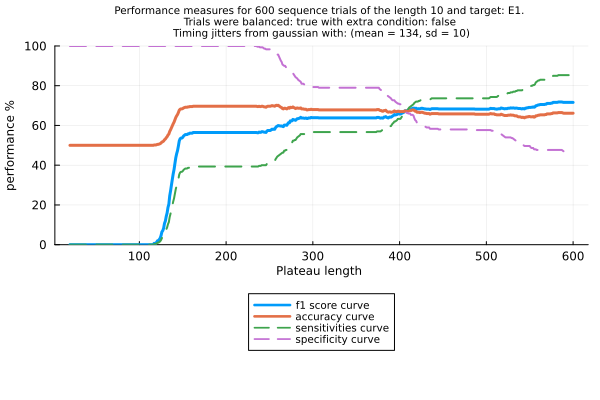 Performance measures for 600 sequence trials of the length 10 and target: E1.
Trials were balanced: true with extra condition: false
Timing jitters from gaussian with: (mean = 134, sd = 10)
100
80
60
40
20
0
performance %
100 200 300 400 500 600
Plateau length
f1 score curve
accuracy curve
sensitivities curve
specificity curve